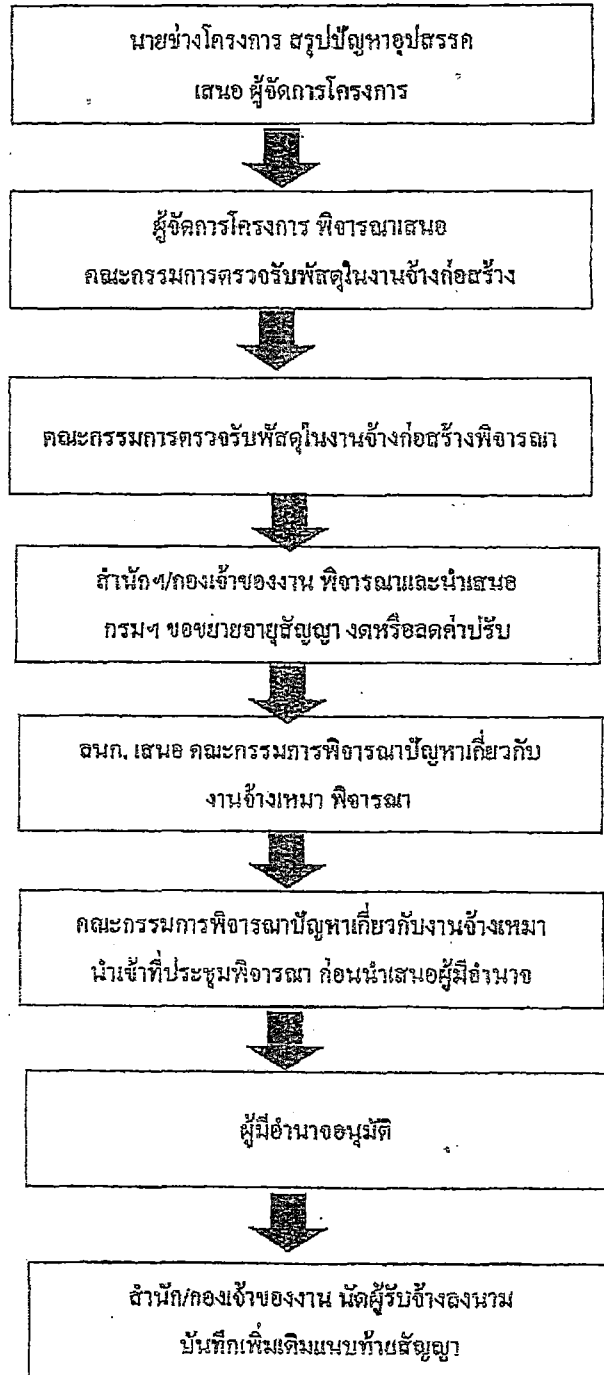 นายช่างโครงการ สรุปปัญหาอุปสรรค
เสนอ ผู้จัดการโครงการ
ผู้จัดการโครงการ พิจารณาเสนอ
คณะกรรมการตรวจรับพัสดุในงานจ้างก่อสร้าง
คณะกรรมการตรวจรับพัสดุในงานจ้างก่อสร้างพิจารณา
สำนักฯ/กองเจ้าของงาน พิจารณาและนำเสนอ
กรมฯ ขอขยายอายุสัญญา งดหรือลดค่าปรับ
ลนก. เสนอ คณะกรรมการพิจารณาปัญหาเกี่ยวกับ
งานจ้างเหมา พิจารณา
คณะกรรมการพิจารณาปัญหาเกี่ยวกับงานจ้างเหมา
นำเข้าที่ประชุมพิจารณา ก่อนนำเสนอผู้มีอำนาจ
ผู้มีอำนาจอนุมัติ
สำนัก/กองเจ้าของงาน นัดผู้รับจ้างลงนาม
บันทึกเพิ่มเติมแนบท้ายสัญญา